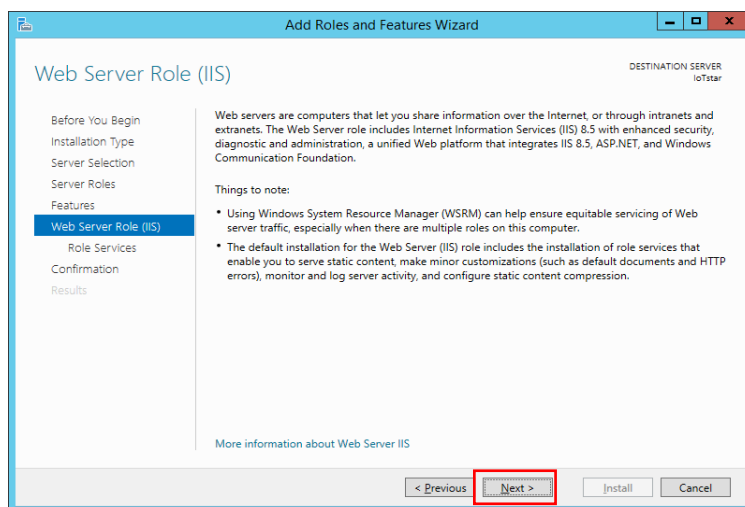 Add Roles and Features Wizard
Web Server Role (IIS)
DESTINATION SERVER
IoTstar
Before You Begin
Installation Type
Server Selection
Server Roles
Features
Web Server Role (IIS)
Role Services
Confirmation
Results
Web servers are computers that let you share information over the Internet, or through intranets and
extranets. The Web Server role includes Internet Information Services (IIS) 8.5 with enhanced security,
diagnostic and administration, a unified Web platform that integrates IIS 8.5, ASP.NET, and Windows
Communication Foundation.
Things to note:
• Using Windows System Resource Manager (WSRM) can help ensure equitable servicing of Web
server traffic, especially when there are multiple roles on this computer.
• The default installation for the Web Server (IIS) role includes the installation of role services that
enable you to serve static content, make minor customizations (such as default documents and HTTP
errors), monitor and log server activity, and configure static content compression.
More information about Web Server IIS
< Previous
Next >
Install
Cancel